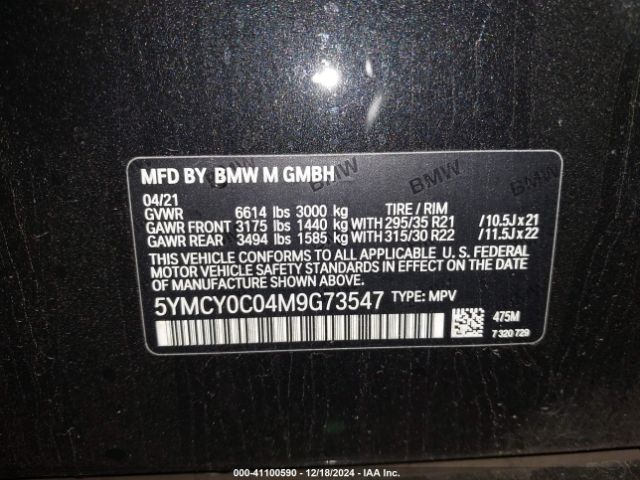 MFD BY BMW M GMBH
04/21
GVWR 6614 lbs 3000 kg TIRE / RIM
GAWR FRONT 3175 lbs 1440 kg WITH 295/35 R21 /10.5J x 21
GAWR REAR 3494 lbs 1585 kg WITH 315/30 R22 /11.5J x 22
THIS VEHICLE CONFORMS TO ALL APPLICABLE U. S. FEDERAL
MOTOR VEHICLE SAFETY STANDARDS IN EFFECT ON THE DATE
OF MANUFACTURE SHOWN ABOVE.
5YMCY0C04M9G73547 TYPE: MPV
475M
7 320 729
000-41100590 - 12/18/2024 - IAA Inc.